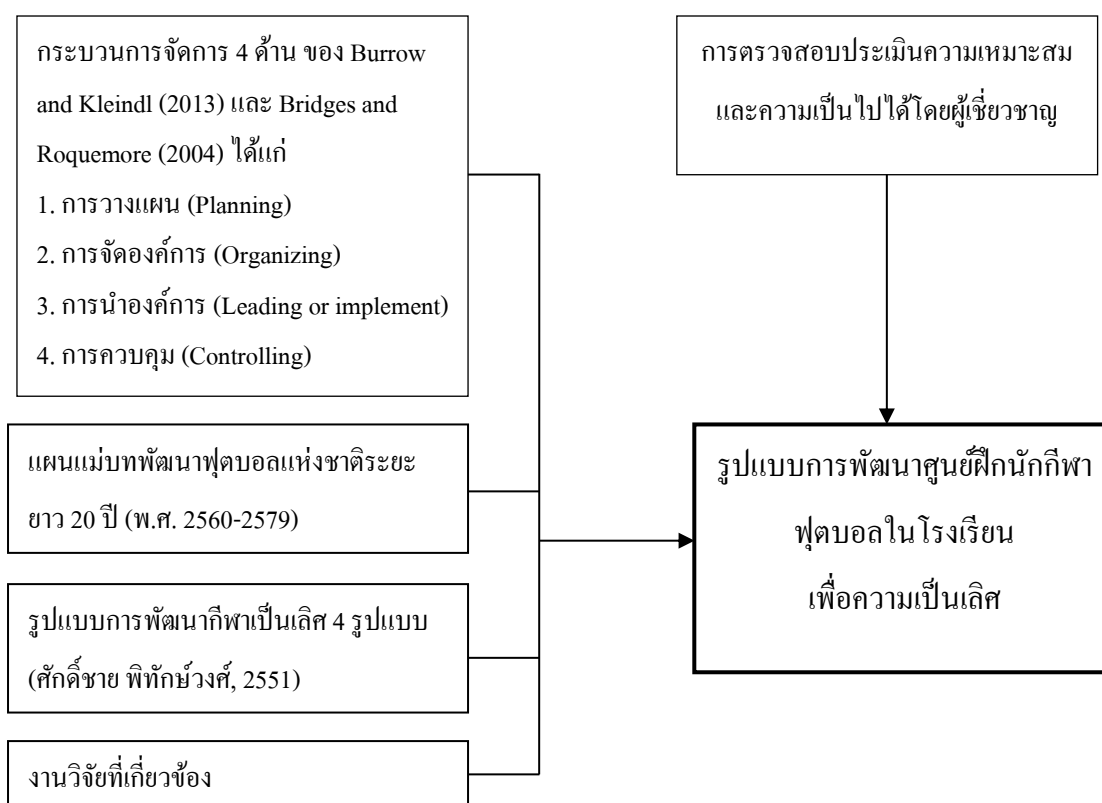 กระบวนการจัดการ 4 ด้าน ของ Burrow
and Kleindl (2013) และ Bridges and
Roquemore (2004) ได้แก่
1. การวางแผน (Planning)
2. การจัดองค์การ (Organizing)
3. การนำองค์การ (Leading or implement)
4. การควบคุม (Controlling)
แผนแม่บทพัฒนาฟุตบอลแห่งชาติระยะ
ยาว 20 ปี (พ.ศ. 2560-2579)
รูปแบบการพัฒนากีฬาเป็นเลิศ 4 รูปแบบ
(ศักดิ์ชาย พิทักษ์วงศ์, 2551)
งานวิจัยที่เกี่ยวข้อง
การตรวจสอบประเมินความเหมาะสม
และความเป็นไปได้โดยผู้เชี่ยวชาญ
รูปแบบการพัฒนาศูนย์ฝึกนักกีฬา
ฟุตบอลในโรงเรียน
เพื่อความเป็นเลิศ